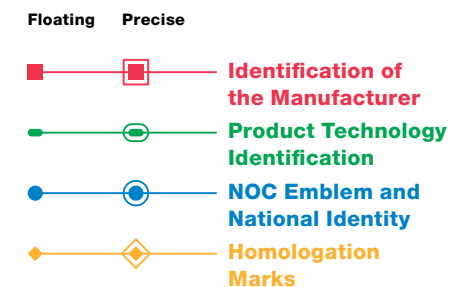 Floating Precise
Identification of
the Manufacturer
Product Technology
Identification
NOC Emblem and
National Identity
Homologation
Marks